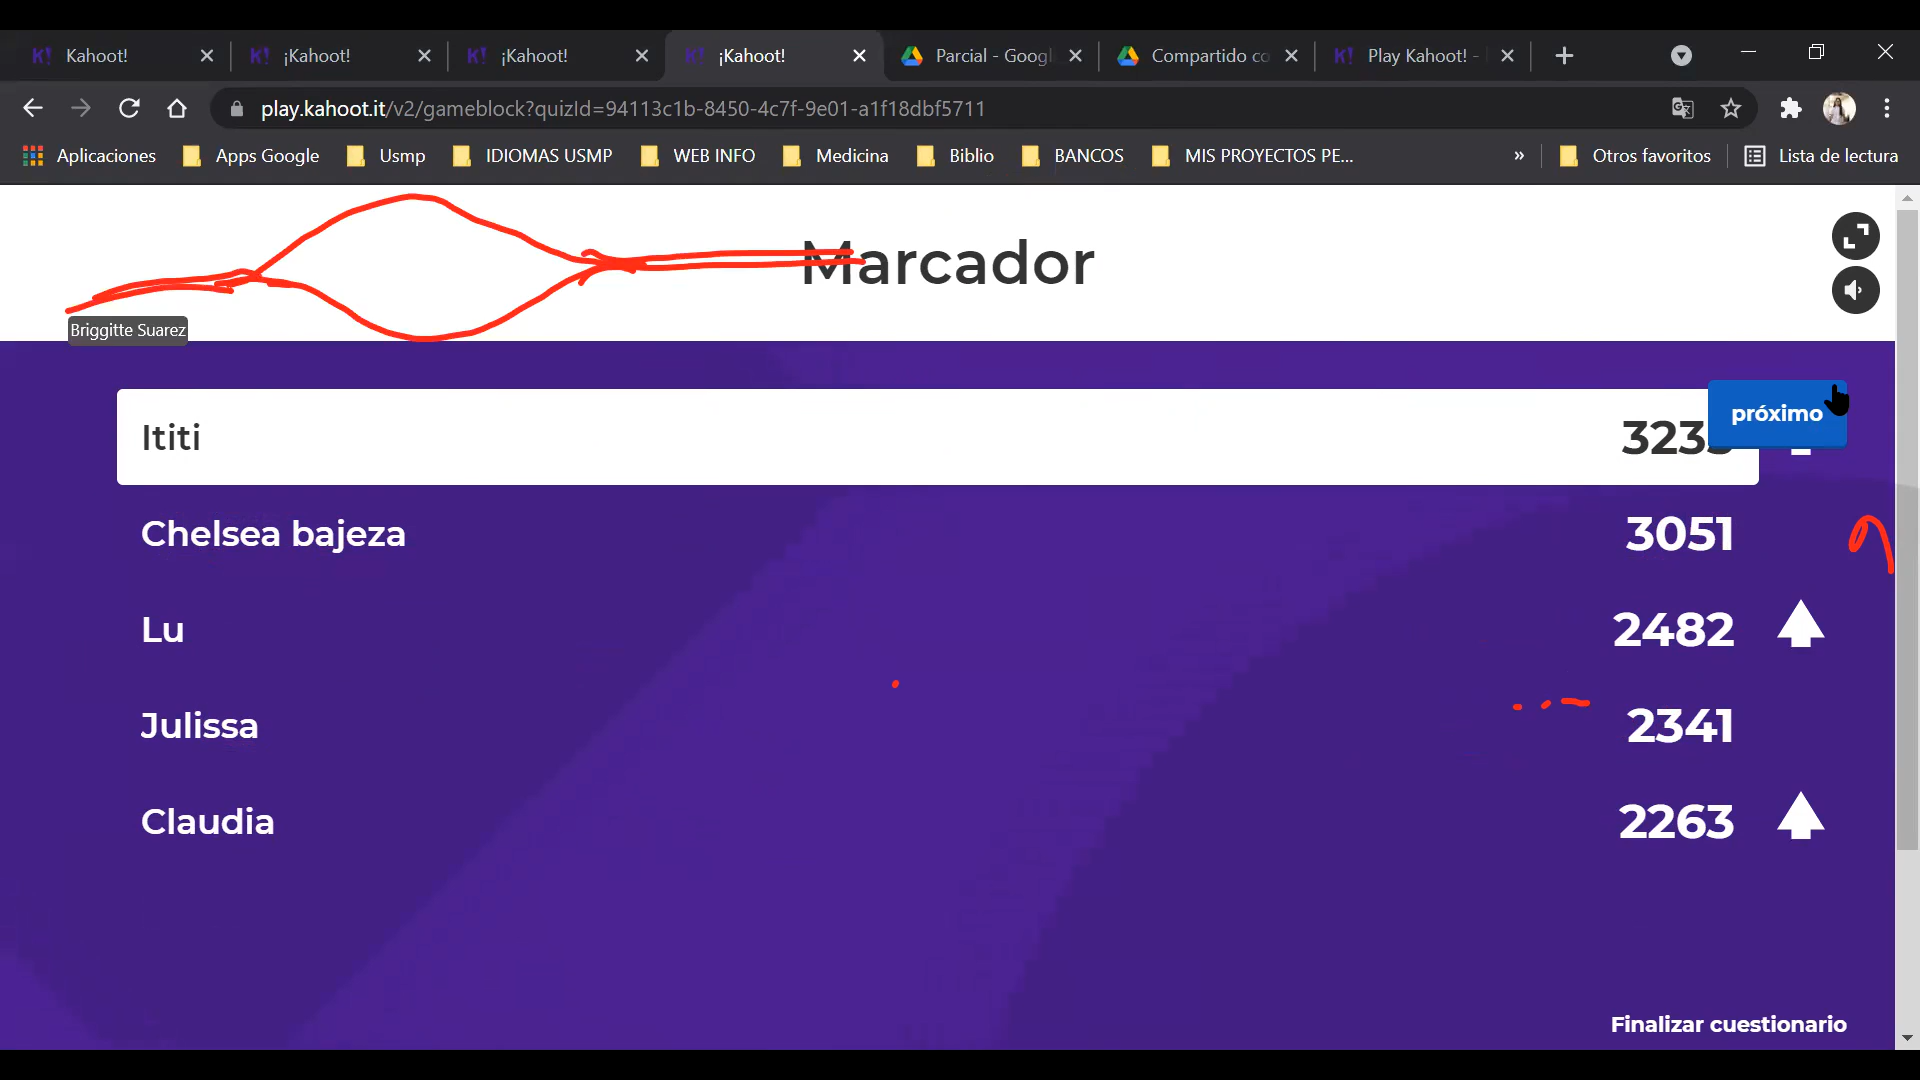 Kahoot!
¡Kahoot!
¡Kahoot!
¡Kahoot!
Parcial - Googl
Compartido co
Play Kahoot! -
play.kahoot.it/v2/gameblock?quizId=94113c1b-8450-4c7f-9e01-a1f18dbf5711
Aplicaciones
Apps Google
Usmp
IDIOMAS USMP
WEB INFO
Medicina
Biblio
BANCOS
MIS PROYECTOS PE...
»
Otros favoritos
Lista de lectura
Marcador
Briggitte Suarez
próximo
Ititi
Chelsea bajeza 3051
Lu 2482
Julissa 2341
Claudia 2263
Finalizar cuestionario